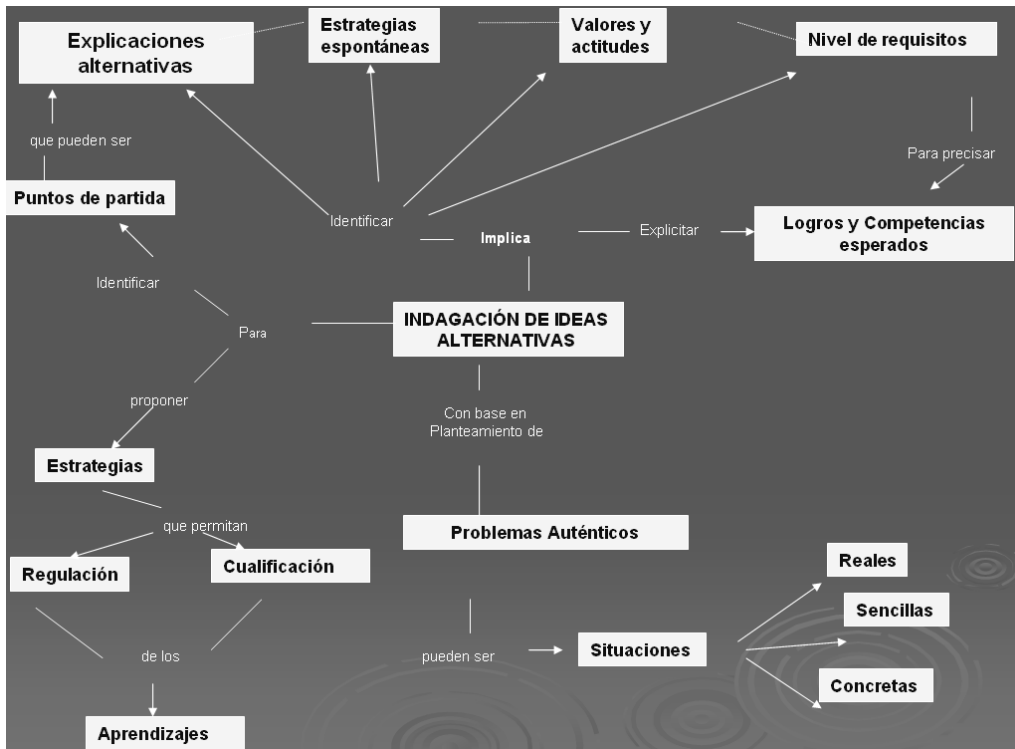 Explicaciones
alternativas
Estrategias
espontáneas
Valores y
actitudes
Nivel de requisitos
que pueden ser
Para precisar
Puntos de partida
Identificar
Implica
Explicitar
Logros y Competencias
esperados
Identificar
INDAGACIÓN DE IDEAS
ALTERNATIVAS
Para
proponer
Con base en
Planteamiento de
Estrategias
que permitan
Problemas Auténticos
Regulación
Cualificación
Reales
Sencillas
de los
pueden ser
Situaciones
Concretas
Aprendizajes